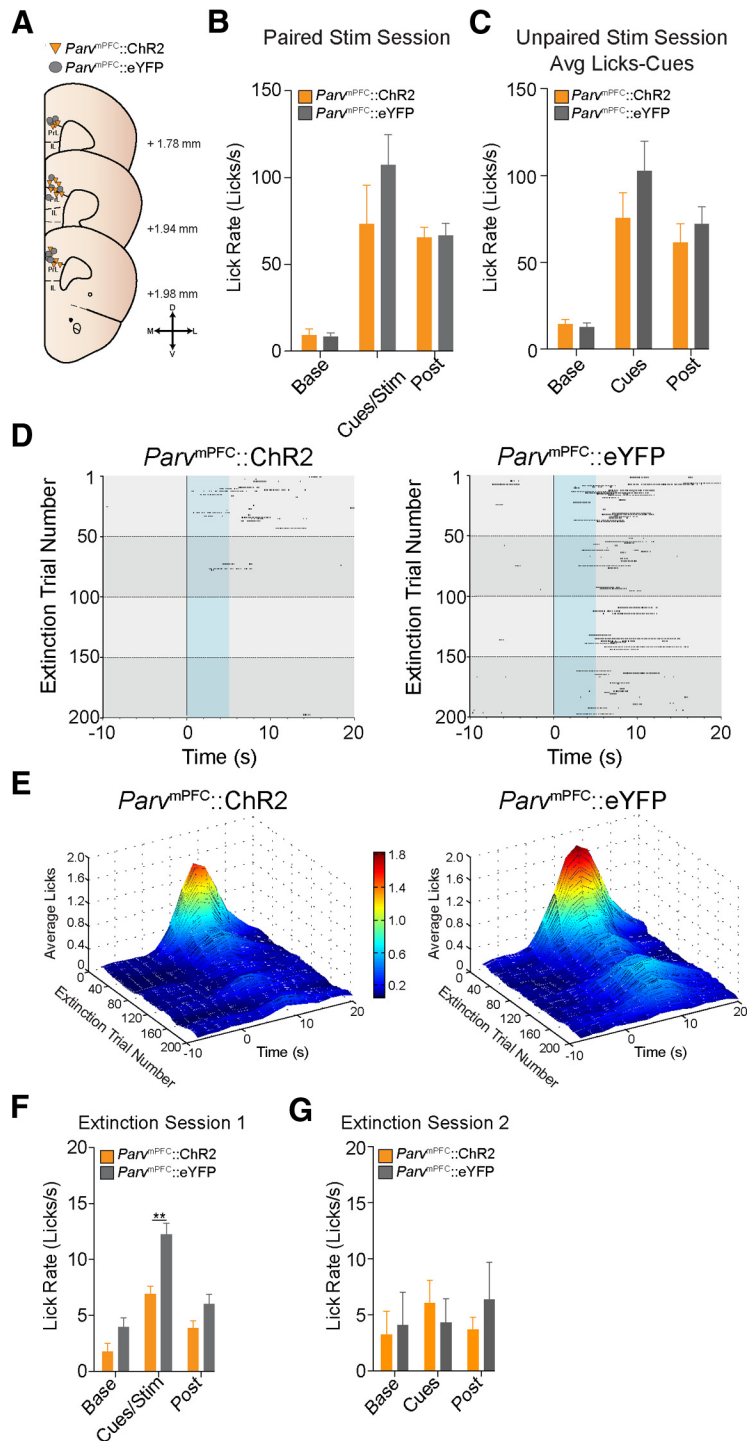 A
Parv^mPFC::ChR2
Parv^mPFC::eYFP
PrL
IL
+ 1.78 mm
PrL
IL
+1.94 mm
PrL
IL
+1.98 mm
D
M L
V
B
Paired Stim Session
Parv^mPFC::ChR2
Parv^mPFC::eYFP
Lick Rate (Licks/s)
150
100
50
0
Base
Cues/Stim
Post
C
Unpaired Stim Session
Avg Licks-Cues
Parv^mPFC::ChR2
Parv^mPFC::eYFP
Lick Rate (Licks/s)
150
100
50
0
Base
Cues
Post
D
Parv^mPFC::ChR2
Extinction Trial Number
1
50
100
150
200
-10 0 10 20
Time (s)
Parv^mPFC::eYFP
Extinction Trial Number
1
50
100
150
200
-10 0 10 20
Time (s)
E
Parv^mPFC::ChR2
Average Licks
2.0
1.6
1.2
0.8
0.4
0
0 40 80 120 160 200
Extinction Trial Number
-10 0 10 20
Time (s)
1.8
1.4
1.0
0.6
0.2
Parv^mPFC::eYFP
Average Licks
2.0
1.6
1.2
0.8
0.4
0
0 40 80 120 160 200
Extinction Trial Number
-10 0 10 20
Time (s)
F
Extinction Session 1
Parv^mPFC::ChR2
Parv^mPFC::eYFP
Lick Rate (Licks/s)
20
15
10
5
0
**
Base
Cues/Stim
Post
G
Extinction Session 2
Parv^mPFC::ChR2
Parv^mPFC::eYFP
Lick Rate (Licks/s)
20
15
10
5
0
Base
Cues
Post